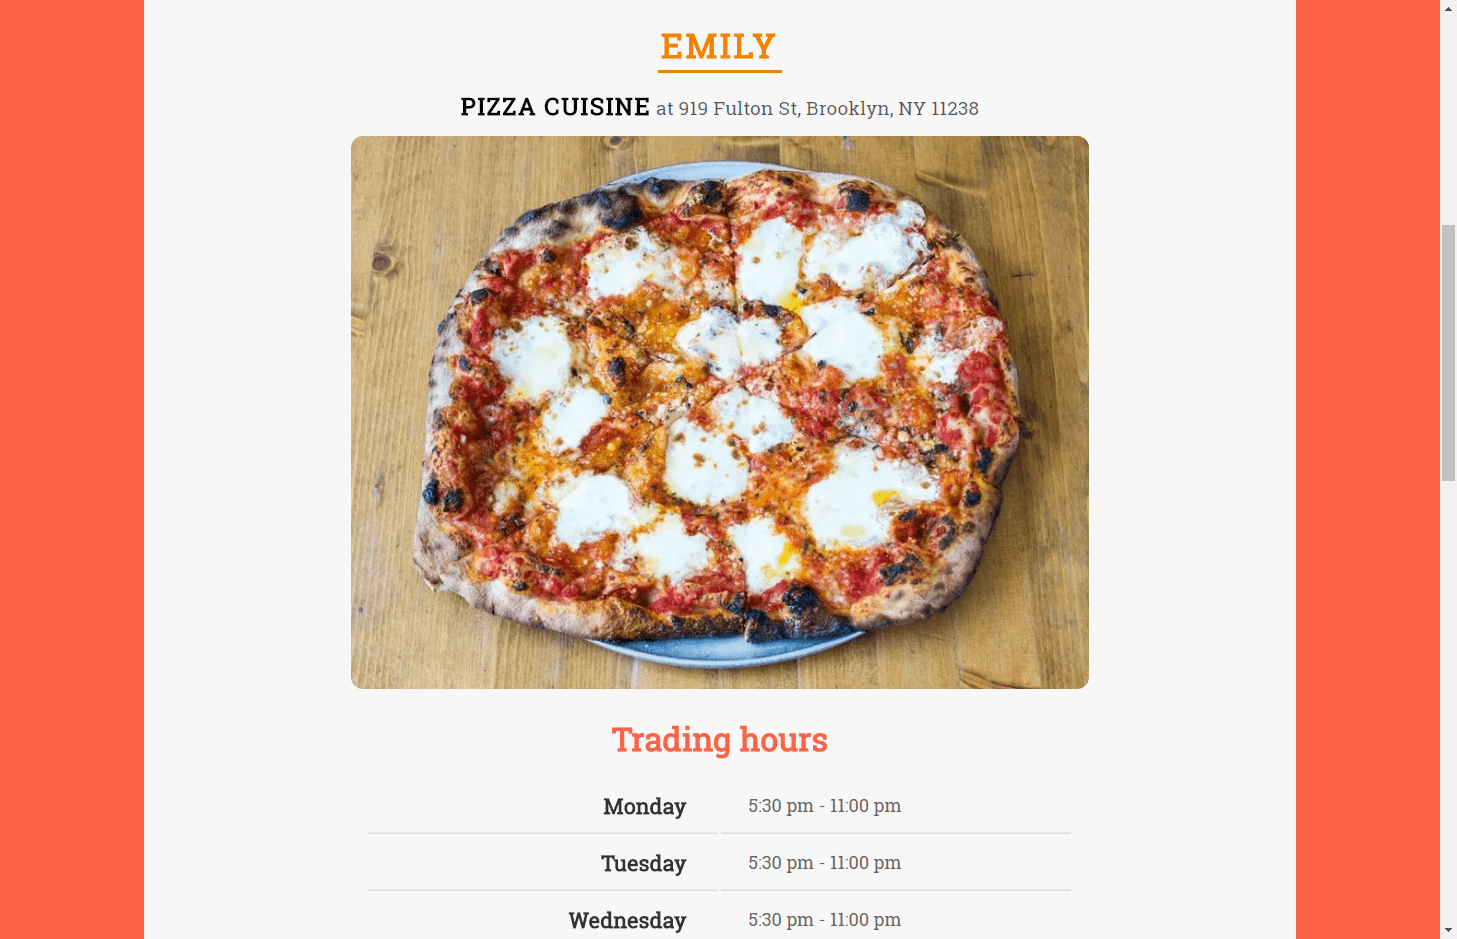 EMILY
PIZZA CUISINE at 919 Fulton St, Brooklyn, NY 11238
Trading hours
Monday 5:30 pm - 11:00 pm
Tuesday 5:30 pm - 11:00 pm
Wednesday 5:30 pm - 11:00 pm